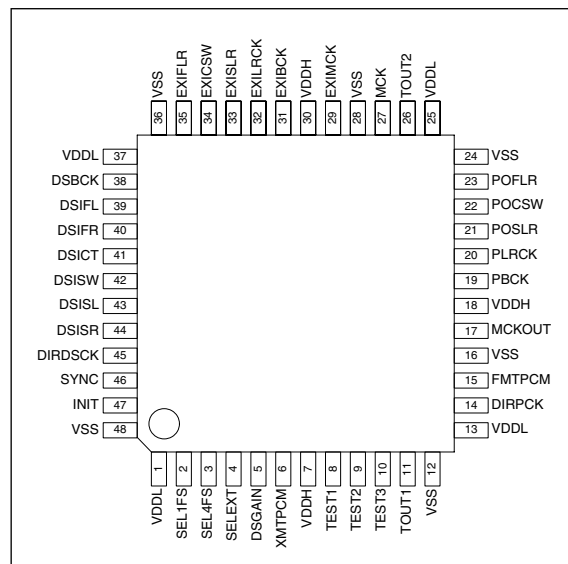 VSS
EXIFLR
EXICSW
EXISLR
EXILRCK
EXIBCK
VDDH
EXIMCK
VSS
MCK
TOUT2
VDDL
36
35
34
33
32
31
30
29
28
27
26
25
VDDL 37
DSBCK 38
DSIFL 39
DSIFR 40
DSICT 41
DSISW 42
DSISL 43
DSISR 44
DIRDSCK 45
SYNC 46
INIT 47
VSS 48
24 VSS
23 POFLR
22 POCSW
21 POSLR
20 PLRCK
19 PBCK
18 VDDH
17 MCKOUT
16 VSS
15 FMTPCM
14 DIRPCK
13 VDDL
1
2
3
4
5
6
7
8
9
10
11
12
VDDL
SEL1FS
SEL4FS
SELEXT
DSGAIN
XMTPCM
VDDH
TEST1
TEST2
TEST3
TOUT1
VSS